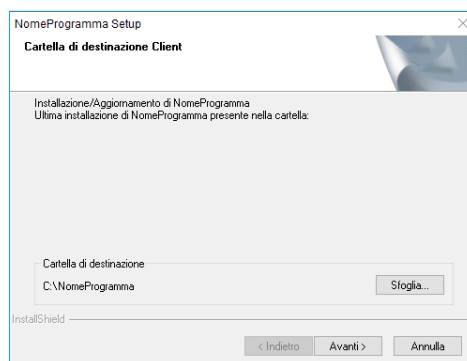 NomeProgramma Setup
Cartella di destinazione Client
Installazione/Aggiornamento di NomeProgramma
Ultima installazione di NomeProgramma presente nella cartella:
Cartella di destinazione
C:\NomeProgramma
Sfoglia...
InstallShield
< Indietro
Avanti >
Annulla